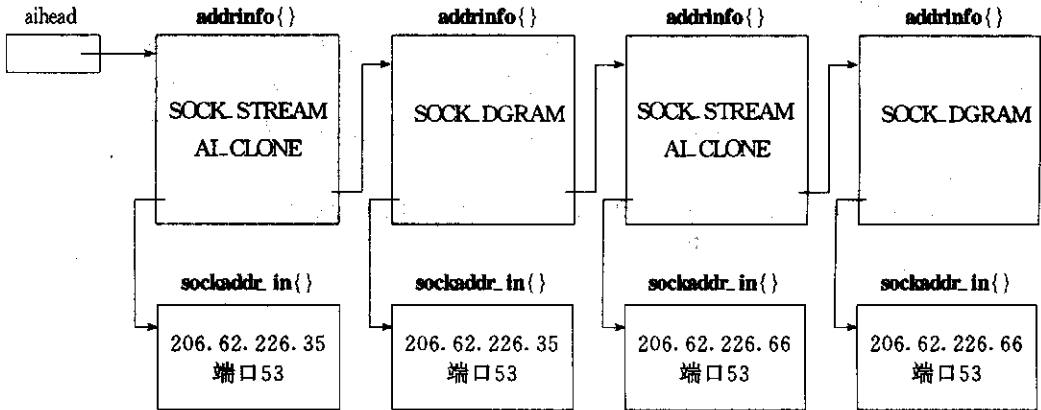 aihead addrinfo{} addrinfo{} addrinfo{} addrinfo{}
SOCK_STREAM SOCK_DGRAM SOCK_STREAM SOCK_DGRAM
AI_CLONE AI_CLONE
sockaddr_in{} sockaddr_in{} sockaddr_in{} sockaddr_in{}
206.62.226.35 206.62.226.35 206.62.226.66 206.62.226.66
端口53 端口53 端口53 端口53